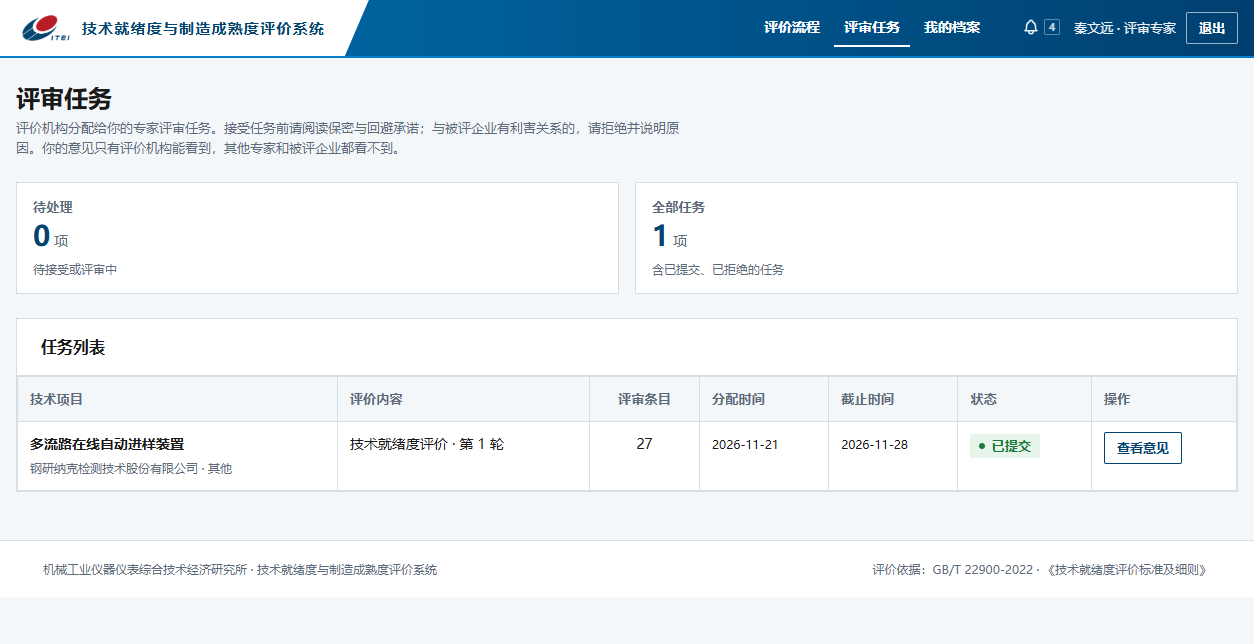 ITEI
技术就绪度与制造成熟度评价系统
评价流程 评审任务 我的档案 4 秦文远 · 评审专家 退出
评审任务
评价机构分配给你的专家评审任务。接受任务前请阅读保密与回避承诺；与被评企业有利害关系的，请拒绝并说明原
因。你的意见只有评价机构能看到，其他专家和被评企业都看不到。
待处理
0 项
待接受或评审中
全部任务
1 项
含已提交、已拒绝的任务
任务列表
技术项目 评价内容 评审条目 分配时间 截止时间 状态 操作
多流路在线自动进样装置 技术就绪度评价 · 第 1 轮 27 2026-11-21 2026-11-28 已提交 查看意见
钢研纳克检测技术股份有限公司 · 其他
机械工业仪器仪表综合技术经济研究所 · 技术就绪度与制造成熟度评价系统
评价依据：GB/T 22900-2022 · 《技术就绪度评价标准及细则》